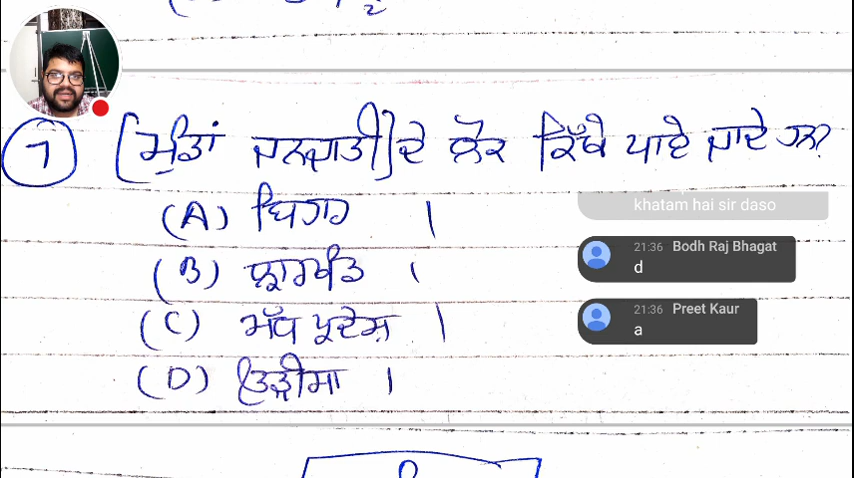 7 [ਮੁੰਡਾਂ ਜਨਜਾਤੀ] ਦੇ ਲੋਕ ਕਿੱਥੇ ਪਾਏ ਜਾਂਦੇ ਹਨ?
(A) ਬਿਹਾਰ |
khatam hai sir daso
21:36 Bodh Raj Bhagat
(B) ਝਾਰਖੰਡ |
d
21:36 Preet Kaur
(C) ਮੱਧ ਪ੍ਰਦੇਸ਼ |
a
(D) ਉੜੀਸਾ |